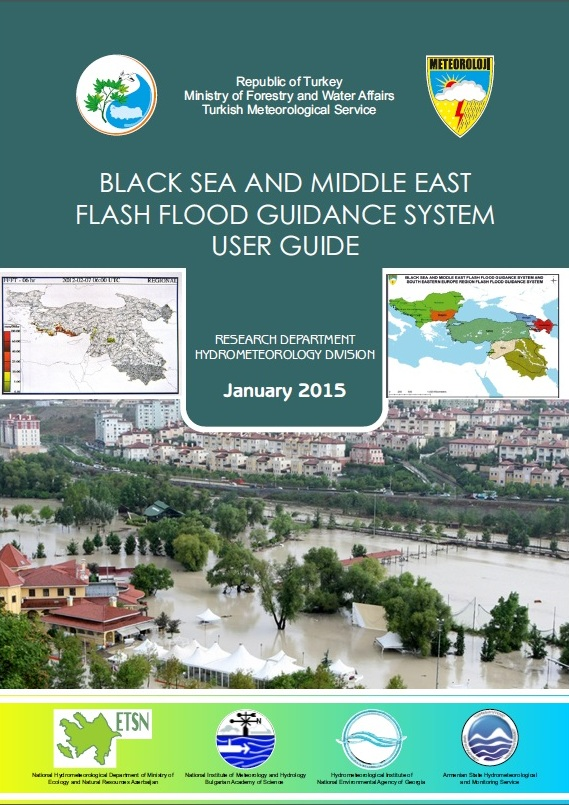 Republic of Turkey
Ministry of Forestry and Water Affairs
Turkish Meteorological Service
METEOROLOJİ
BLACK SEA AND MIDDLE EAST
FLASH FLOOD GUIDANCE SYSTEM
USER GUIDE
FFFT - 06 hr 2012-02-07 06:00 UTC REGIONAL
BLACK SEA AND MIDDLE EAST FLASH FLOOD GUIDANCE SYSTEM AND
SOUTH EASTERN EUROPE REGION FLASH FLOOD GUIDANCE SYSTEM
RESEARCH DEPARTMENT
HYDROMETEOROLOGY DIVISION
January 2015
ETSN
N
National Hydrometeorological Department of Ministry of
Ecology and Natural Resourses Azerbaijan
National Institute of Meteorology and Hydrology
Bulgarian Academy of Science
Hydrometeorological Institute of
National Environmental Agency of Georgia
Armenian State Hydrometeorological
and Monitoring Service